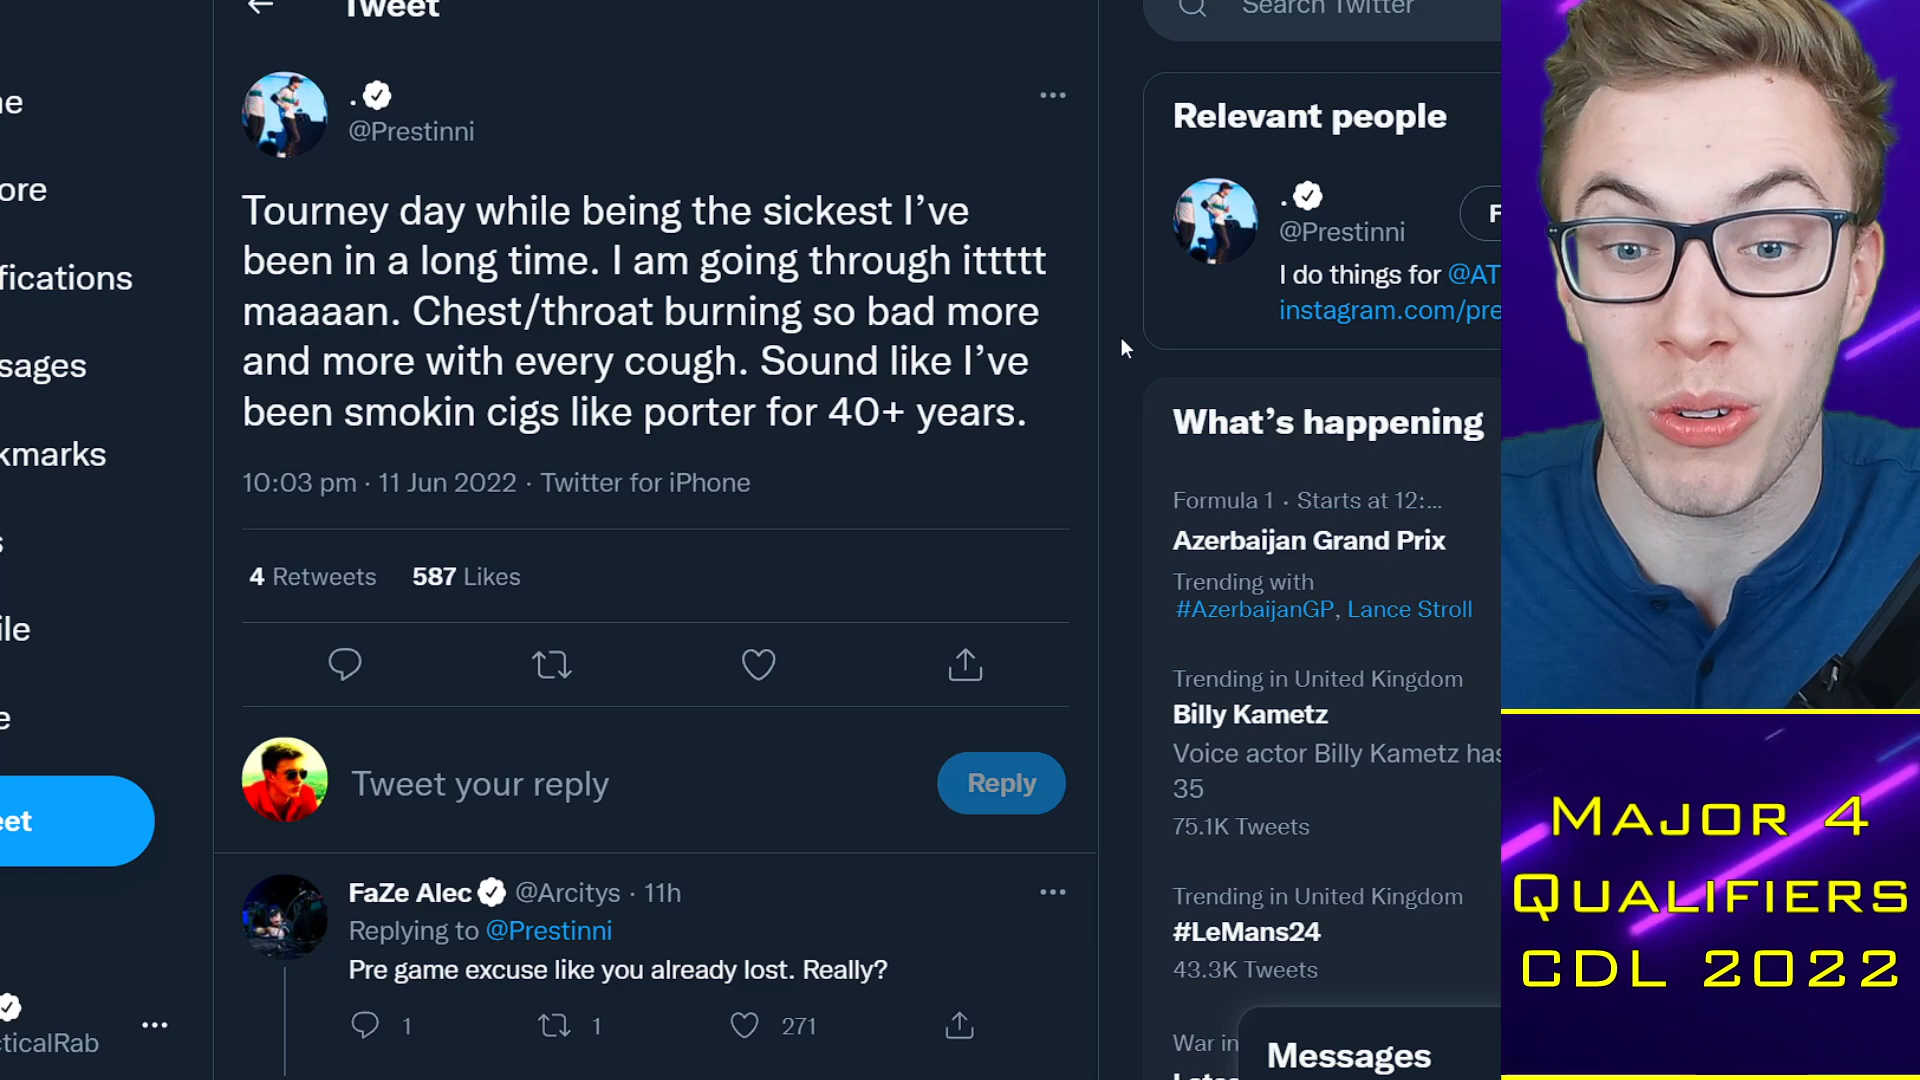 Tweet
Search Twitter
.
@Prestinni
Tourney day while being the sickest I've
been in a long time. I am going through ittttt
maaaan. Chest/throat burning so bad more
and more with every cough. Sound like I've
been smokin cigs like porter for 40+ years.
10:03 pm · 11 Jun 2022 · Twitter for iPhone
4 Retweets 587 Likes
Tweet your reply
Reply
FaZe Alec @Arcitys · 11h
Replying to @Prestinni
Pre game excuse like you already lost. Really?
1 1 271
ne
ore
fications
sages
kmarks
s
ile
e
eet
cticalRab
Relevant people
.
@Prestinni
F
I do things for @AT
instagram.com/pre
What's happening
Formula 1 · Starts at 12:...
Azerbaijan Grand Prix
Trending with
#AzerbaijanGP, Lance Stroll
Trending in United Kingdom
Billy Kametz
Voice actor Billy Kametz has
35
75.1K Tweets
Trending in United Kingdom
#LeMans24
43.3K Tweets
War in
Messages
Major 4
Qualifiers
CDL 2022